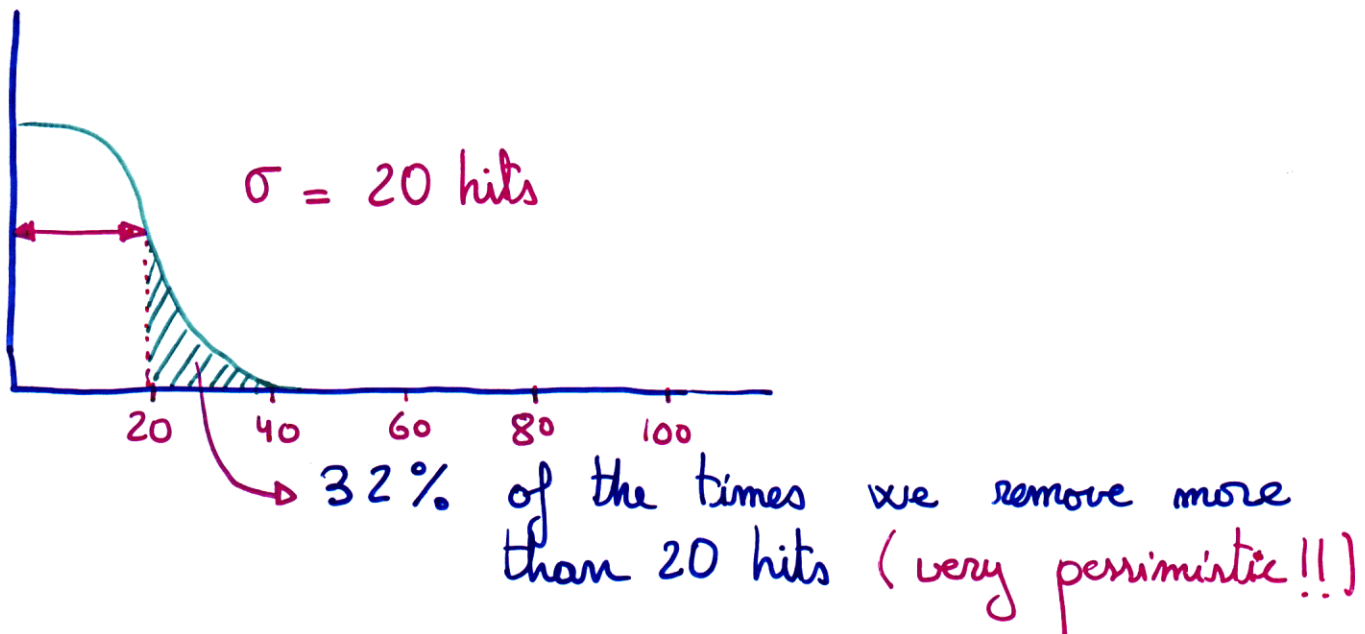 σ = 20 hits
20 40 60 80 100
32% of the times we remove more
than 20 hits (very pessimistic!!)